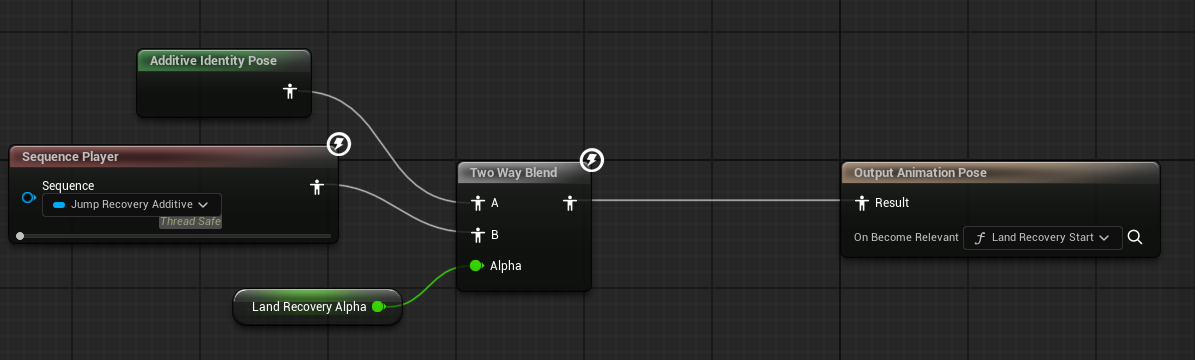 Additive Identity Pose
Sequence Player
Sequence
Jump Recovery Additive
Thread Safe
Two Way Blend
A
B
Alpha
Land Recovery Alpha
Output Animation Pose
Result
On Become Relevant
f Land Recovery Start